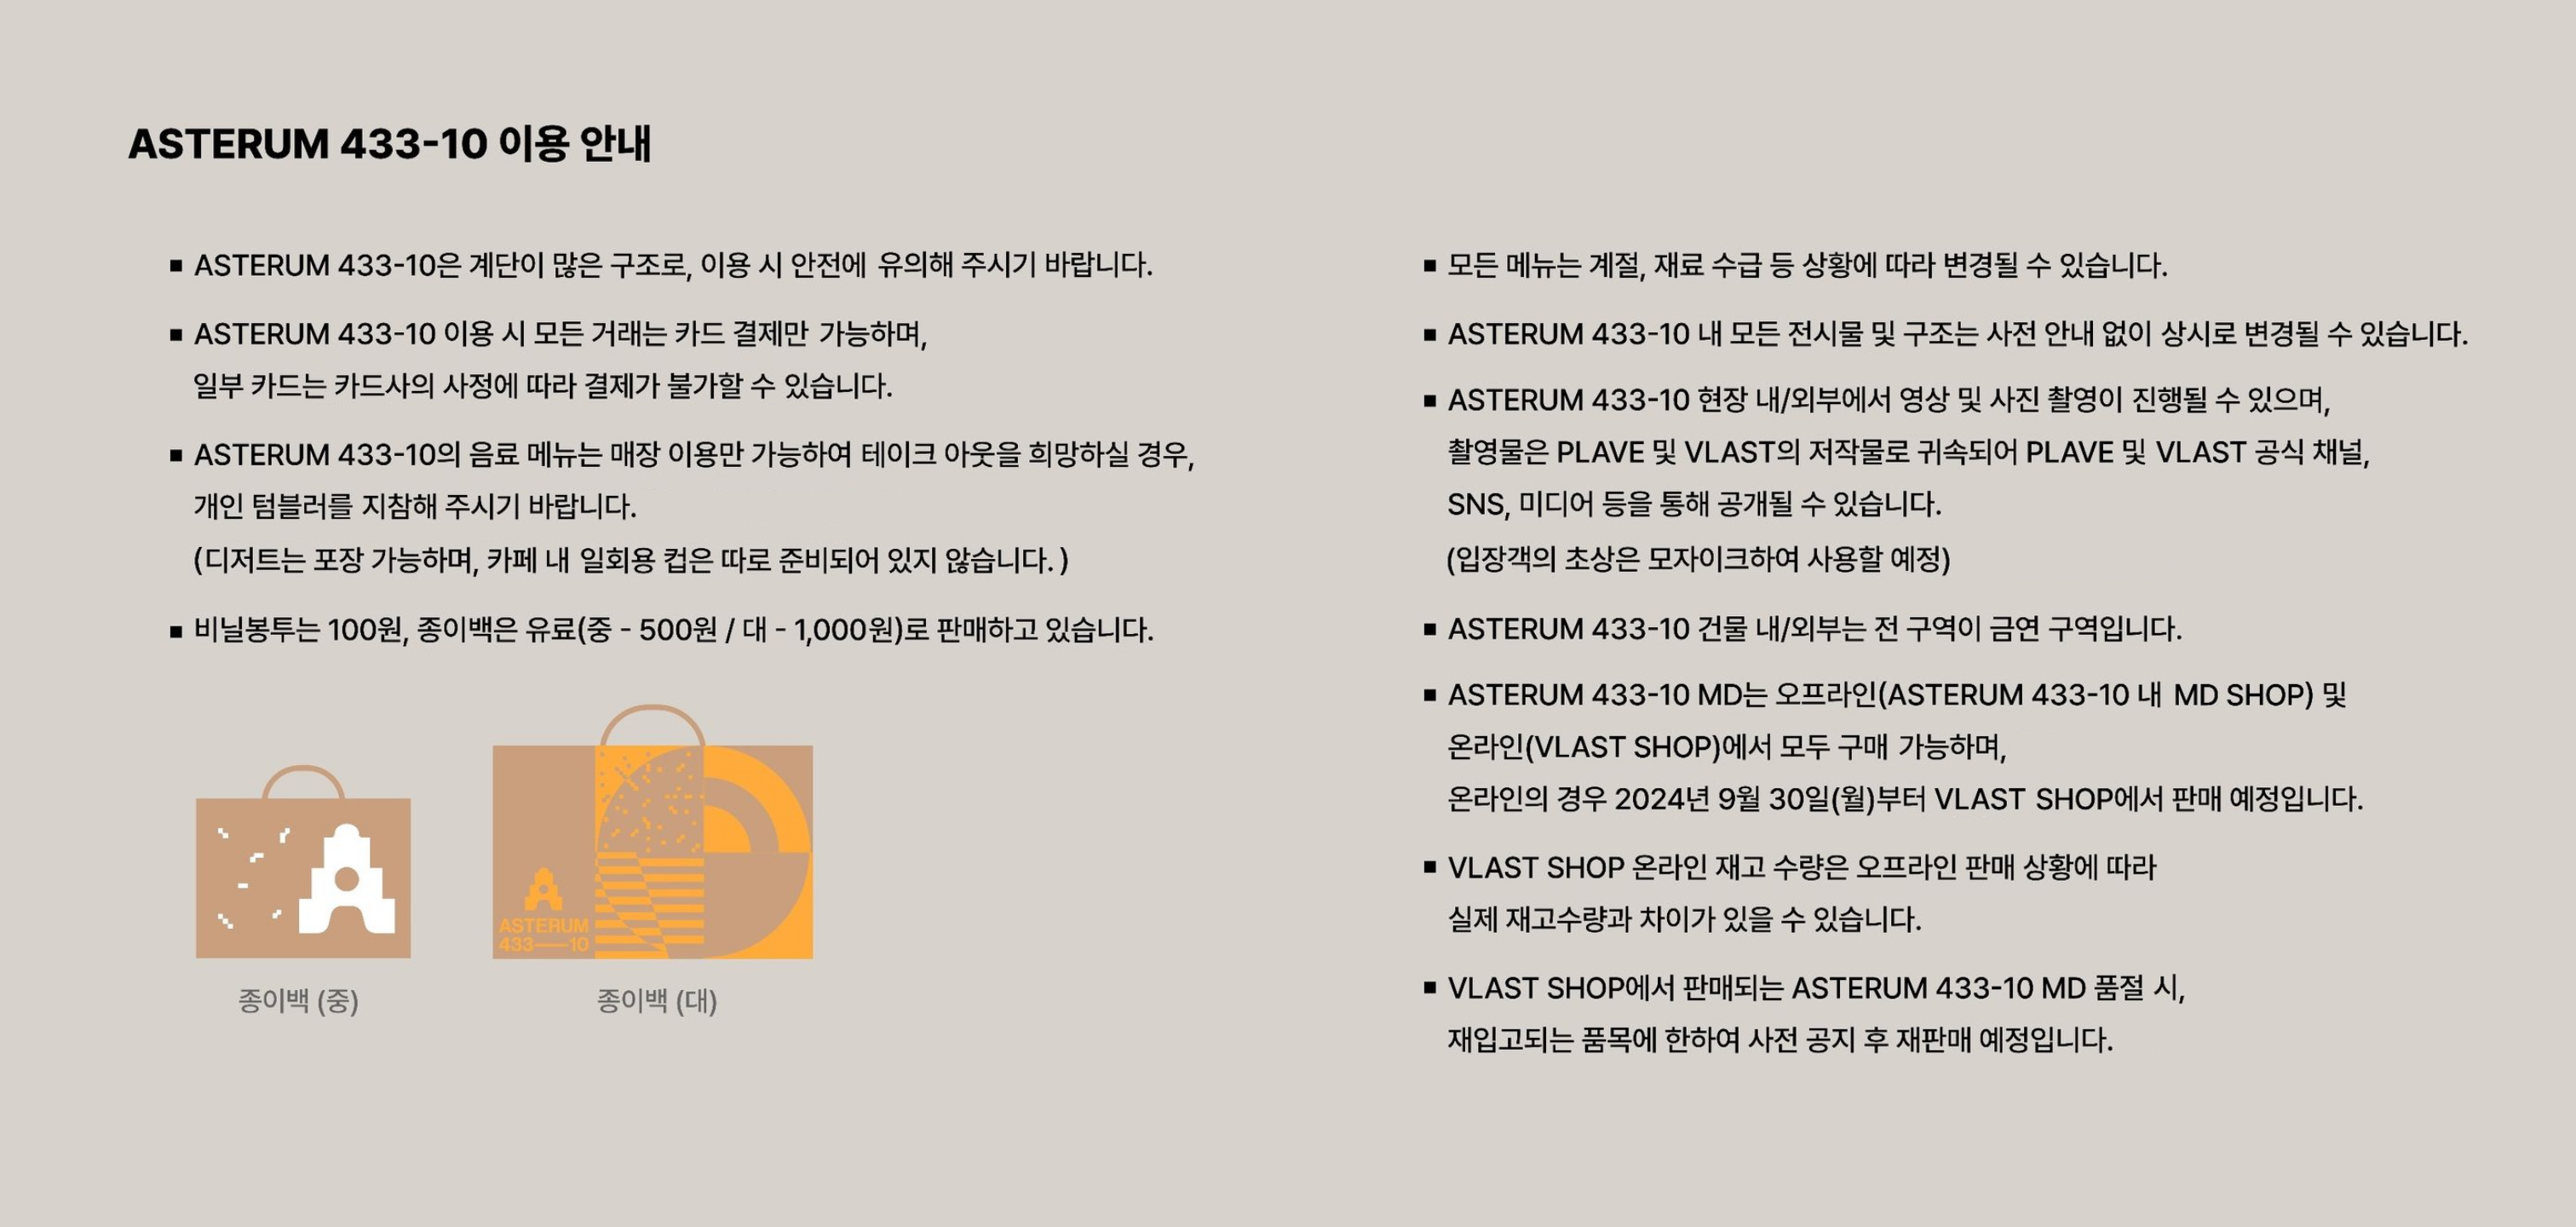 ASTERUM 433-10 이용 안내
■ ASTERUM 433-10은 계단이 많은 구조로, 이용 시 안전에 유의해 주시기 바랍니다.
■ ASTERUM 433-10 이용 시 모든 거래는 카드 결제만 가능하며,
일부 카드는 카드사의 사정에 따라 결제가 불가할 수 있습니다.
■ ASTERUM 433-10의 음료 메뉴는 매장 이용만 가능하여 테이크 아웃을 희망하실 경우,
개인 텀블러를 지참해 주시기 바랍니다.
(디저트는 포장 가능하며, 카페 내 일회용 컵은 따로 준비되어 있지 않습니다.)
■ 비닐봉투는 100원, 종이백은 유료(중 - 500원 / 대 - 1,000원)로 판매하고 있습니다.
ASTERUM
433——10
종이백 (중)
종이백 (대)
■ 모든 메뉴는 계절, 재료 수급 등 상황에 따라 변경될 수 있습니다.
■ ASTERUM 433-10 내 모든 전시물 및 구조는 사전 안내 없이 상시로 변경될 수 있습니다.
■ ASTERUM 433-10 현장 내/외부에서 영상 및 사진 촬영이 진행될 수 있으며,
촬영물은 PLAVE 및 VLAST의 저작물로 귀속되어 PLAVE 및 VLAST 공식 채널,
SNS, 미디어 등을 통해 공개될 수 있습니다.
(입장객의 초상은 모자이크하여 사용할 예정)
■ ASTERUM 433-10 건물 내/외부는 전 구역이 금연 구역입니다.
■ ASTERUM 433-10 MD는 오프라인(ASTERUM 433-10 내 MD SHOP) 및
온라인(VLAST SHOP)에서 모두 구매 가능하며,
온라인의 경우 2024년 9월 30일(월)부터 VLAST SHOP에서 판매 예정입니다.
■ VLAST SHOP 온라인 재고 수량은 오프라인 판매 상황에 따라
실제 재고수량과 차이가 있을 수 있습니다.
■ VLAST SHOP에서 판매되는 ASTERUM 433-10 MD 품절 시,
재입고되는 품목에 한하여 사전 공지 후 재판매 예정입니다.